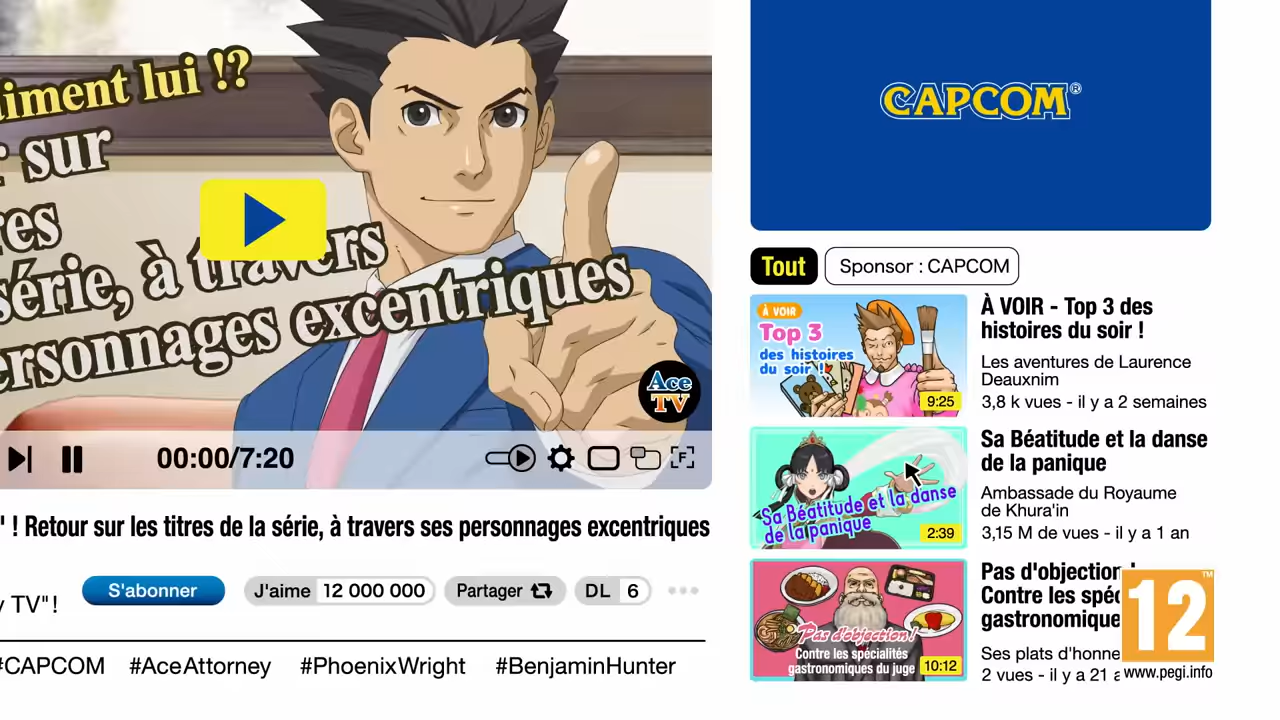 aiment lui !?
r sur
res
série, à travers
ersonnages excentriques
Ace
TV
00:00/7:20
F
" ! Retour sur les titres de la série, à travers ses personnages excentriques
S'abonner
J'aime 12 000 000
Partager
DL 6
y TV"!
#CAPCOM #AceAttorney #PhoenixWright #BenjaminHunter
CAPCOM®
Tout
Sponsor : CAPCOM
À VOIR
Top 3
des histoires
du soir !
9:25
À VOIR - Top 3 des
histoires du soir !
Les aventures de Laurence
Deauxnim
3,8 k vues - il y a 2 semaines
Sa Béatitude et la danse
de la panique
2:39
Sa Béatitude et la danse
de la panique
Ambassade du Royaume
de Khura'in
3,15 M de vues - il y a 1 an
Pas d'objection!
Contre les spécialités
gastronomiques du juge
10:12
Pas d'objection !
Contre les spéc
gastronomique
Ses plats d'honne
2 vues - il y a 21 a
12™
www.pegi.info